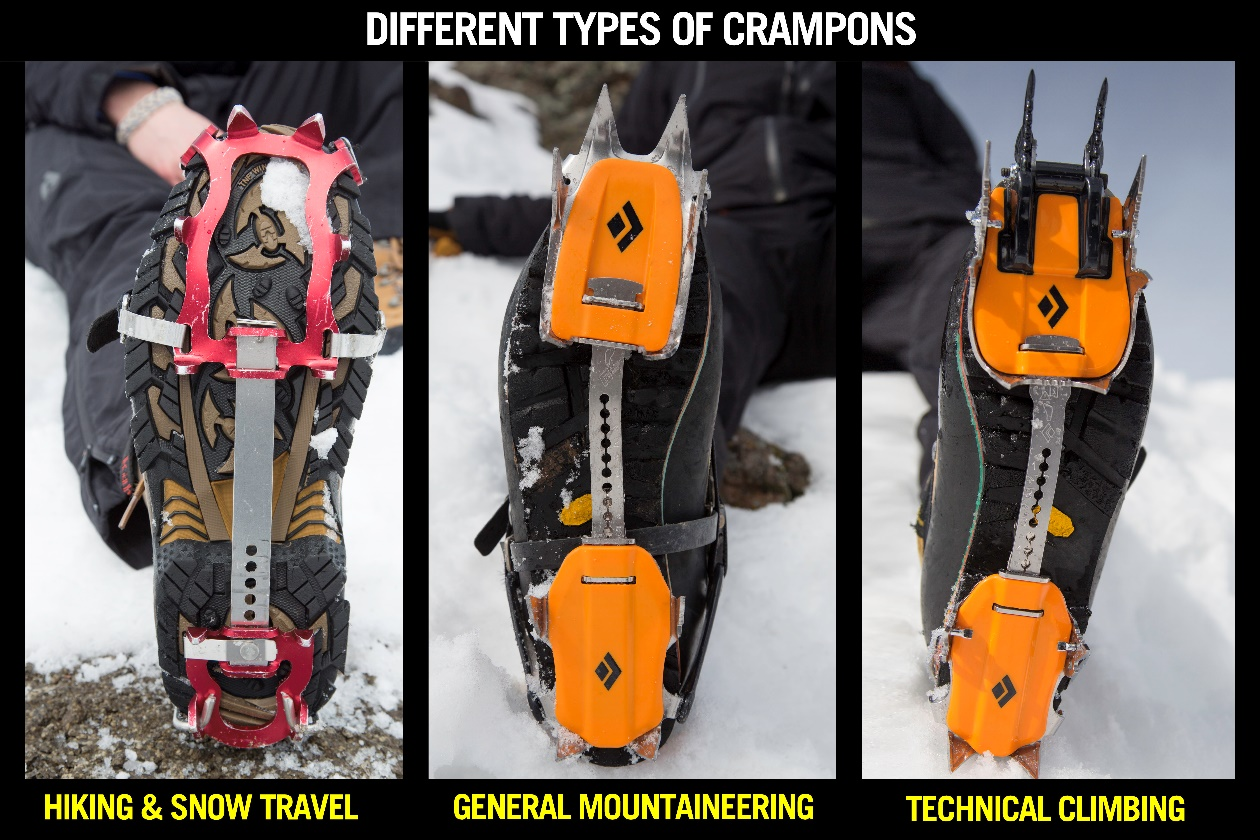 DIFFERENT TYPES OF CRAMPONS
HIKING & SNOW TRAVEL
GENERAL MOUNTAINEERING
TECHNICAL CLIMBING